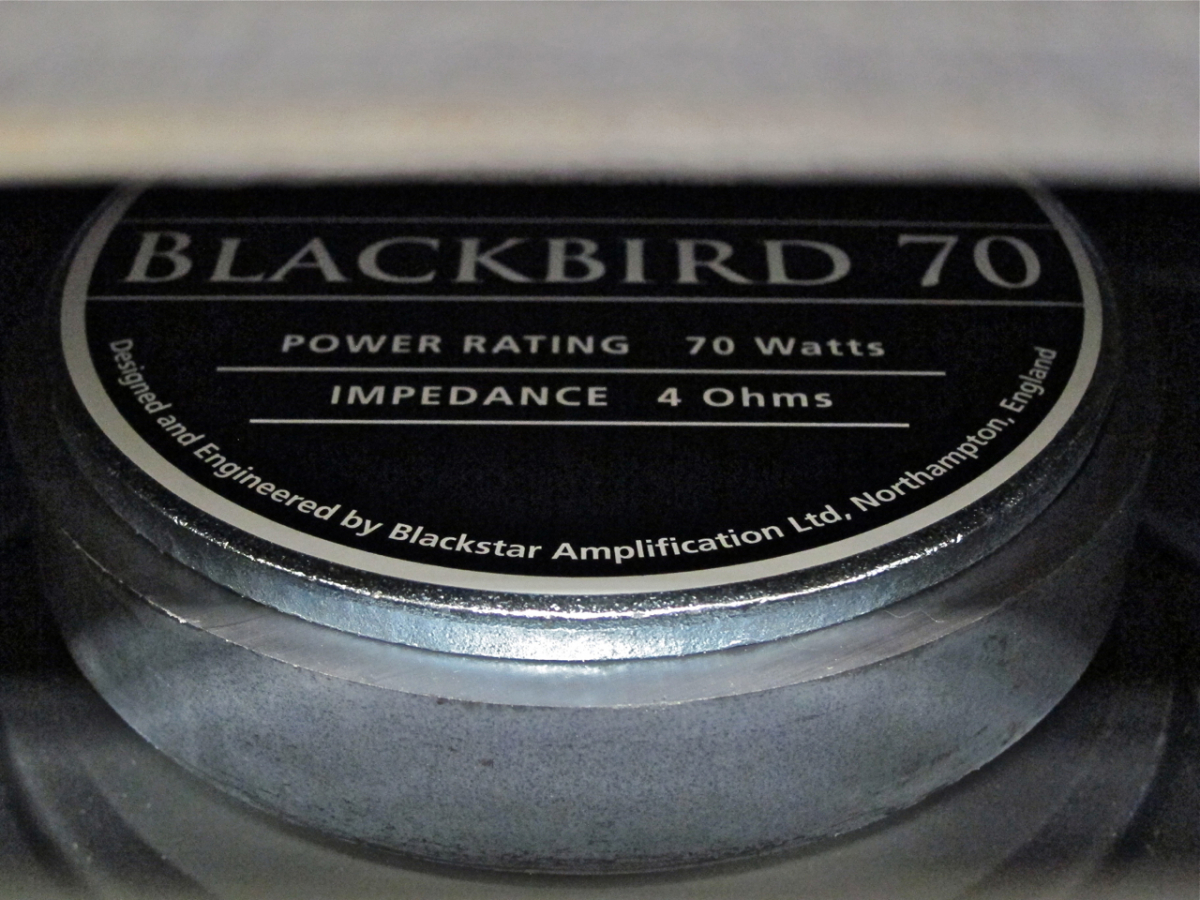 BLACKBIRD 70
POWER RATING 70 Watts
IMPEDANCE 4 Ohms
Designed and Engineered by Blackstar Amplification Ltd, Northampton, England